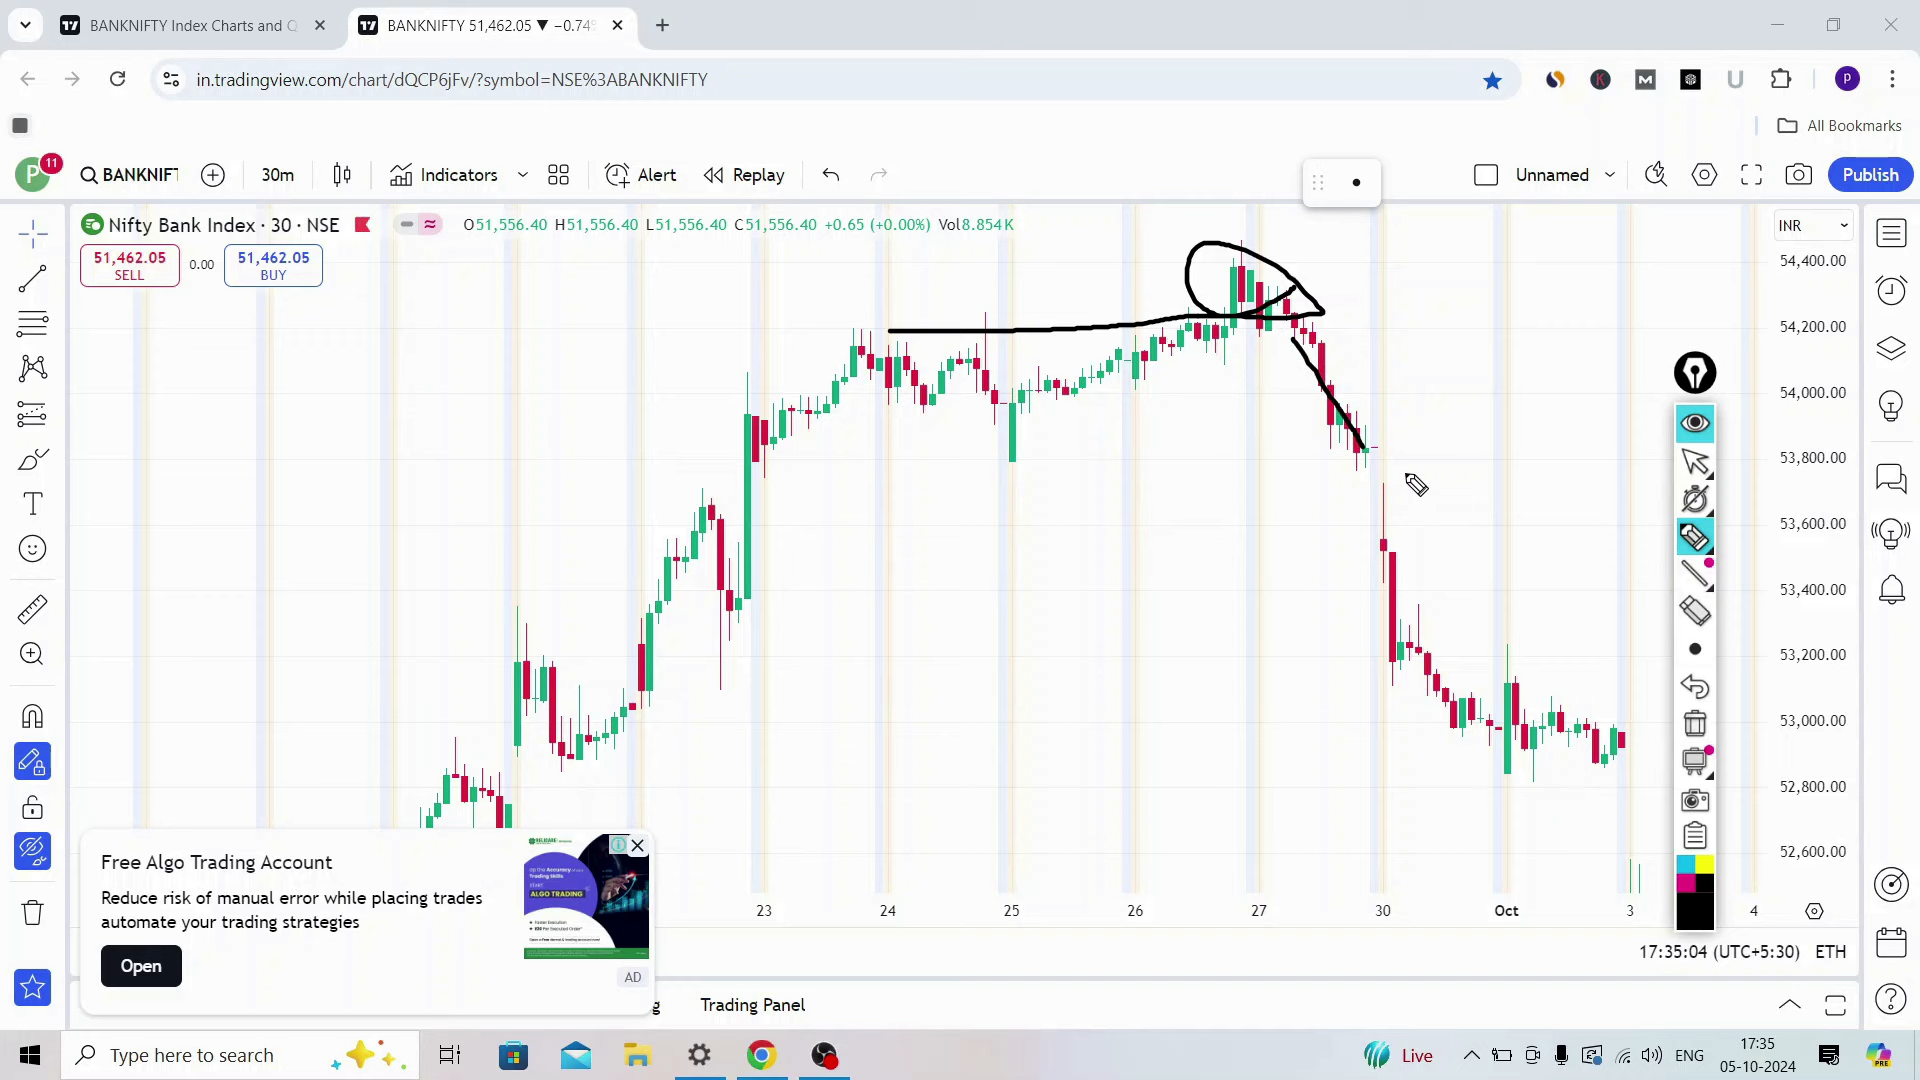 BANKNIFTY Index Charts and Q
BANKNIFTY 51,462.05 ▼ −0.74%
in.tradingview.com/chart/dQCP6jFv/?symbol=NSE%3ABANKNIFTY
All Bookmarks
P 11 BANKNIFT 30m Indicators Alert Replay Unnamed Publish
Nifty Bank Index · 30 · NSE O51,556.40 H51,556.40 L51,556.40 C51,556.40 +0.65 (+0.00%) Vol8.854K
INR
51,462.05 SELL
0.00
51,462.05 BUY
54,400.00
54,200.00
54,000.00
53,800.00
53,600.00
53,400.00
53,200.00
53,000.00
52,800.00
52,600.00
Free Algo Trading Account
Reduce risk of manual error while placing trades
automate your trading strategies
ALGO TRADING
Open
AD
23 24 25 26 27 30 Oct 3 4
17:35:04 (UTC+5:30) ETH
g Trading Panel
Type here to search
Live
ENG
17:35
05-10-2024